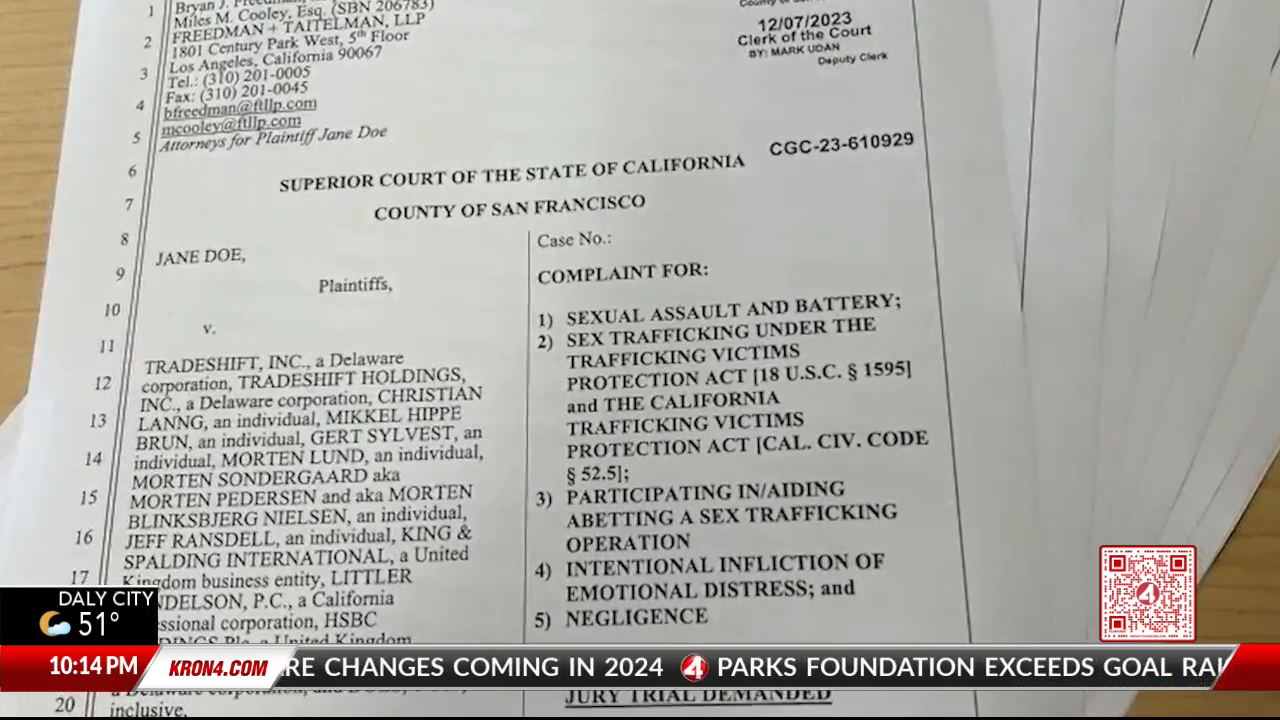 1
Bryan J.
Miles M. Cooley, Esq. (SBN 206783)
2
FREEDMAN + TAITELMAN, LLP
1801 Century Park West, 5th Floor
3
Los Angeles, California 90067
Tel.: (310) 201-0005
4
Fax: (310) 201-0045
bfreedman@ftllp.com
5
mcooley@ftllp.com
Attorneys for Plaintiff Jane Doe
12/07/2023
Clerk of the Court
BY: MARK UDAN
Deputy Clerk
CGC-23-610929
6
SUPERIOR COURT OF THE STATE OF CALIFORNIA
7
COUNTY OF SAN FRANCISCO
8
JANE DOE,
9
Plaintiffs,
10
v.
11
TRADESHIFT, INC., a Delaware
12
corporation, TRADESHIFT HOLDINGS,
INC., a Delaware corporation, CHRISTIAN
13
LANNG, an individual, MIKKEL HIPPE
BRUN, an individual, GERT SYLVEST, an
14
individual, MORTEN LUND, an individual,
MORTEN SONDERGAARD aka
15
MORTEN PEDERSEN and aka MORTEN
BLINKSBJERG NIELSEN, an individual,
16
JEFF RANSDELL, an individual, KING &
SPALDING INTERNATIONAL, a United
17
Kingdom business entity, LITTLER
NDELSON, P.C., a California
essional corporation, HSBC
a United Kingdom
20
inclusive,
Case No.:
COMPLAINT FOR:
1) SEXUAL ASSAULT AND BATTERY;
2) SEX TRAFFICKING UNDER THE
TRAFFICKING VICTIMS
PROTECTION ACT [18 U.S.C. § 1595]
and THE CALIFORNIA
TRAFFICKING VICTIMS
PROTECTION ACT [CAL. CIV. CODE
§ 52.5];
3) PARTICIPATING IN/AIDING
ABETTING A SEX TRAFFICKING
OPERATION
4) INTENTIONAL INFLICTION OF
EMOTIONAL DISTRESS; and
5) NEGLIGENCE
JURY TRIAL DEMANDED
DALY CITY
51°
4
10:14 PM
KRON4.COM
RE CHANGES COMING IN 2024 4 PARKS FOUNDATION EXCEEDS GOAL RAI